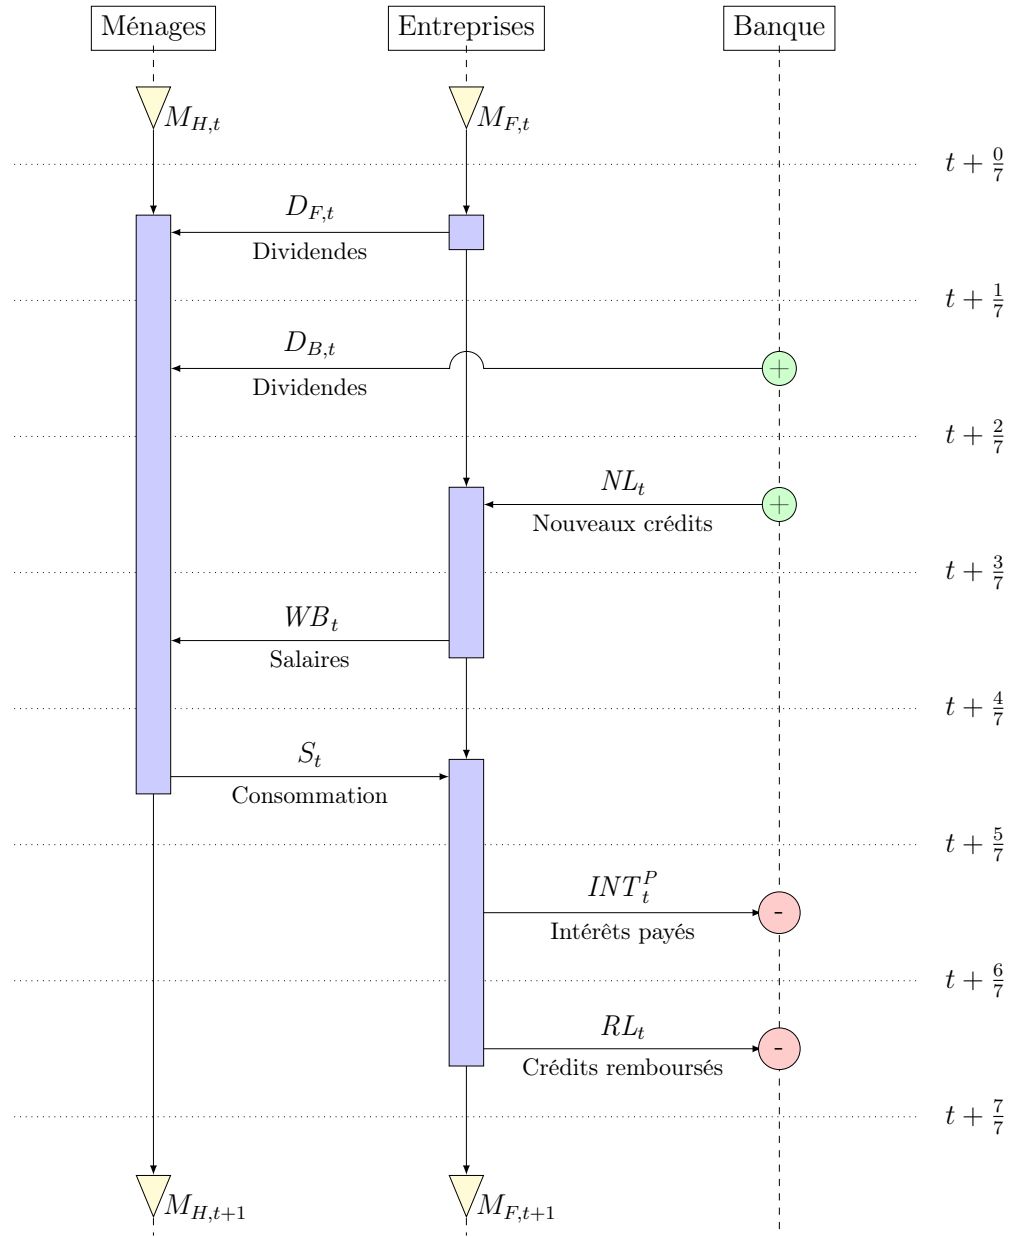 Ménages Entreprises Banque
M_{H,t} M_{F,t}
t + 0/7
D_{F,t}
Dividendes
t + 1/7
D_{B,t}
+
Dividendes
t + 2/7
NL_t
+
Nouveaux crédits
t + 3/7
WB_t
Salaires
t + 4/7
S_t
Consommation
t + 5/7
INT_t^P
-
Intérêts payés
t + 6/7
RL_t
-
Crédits remboursés
t + 7/7
M_{H,t+1} M_{F,t+1}